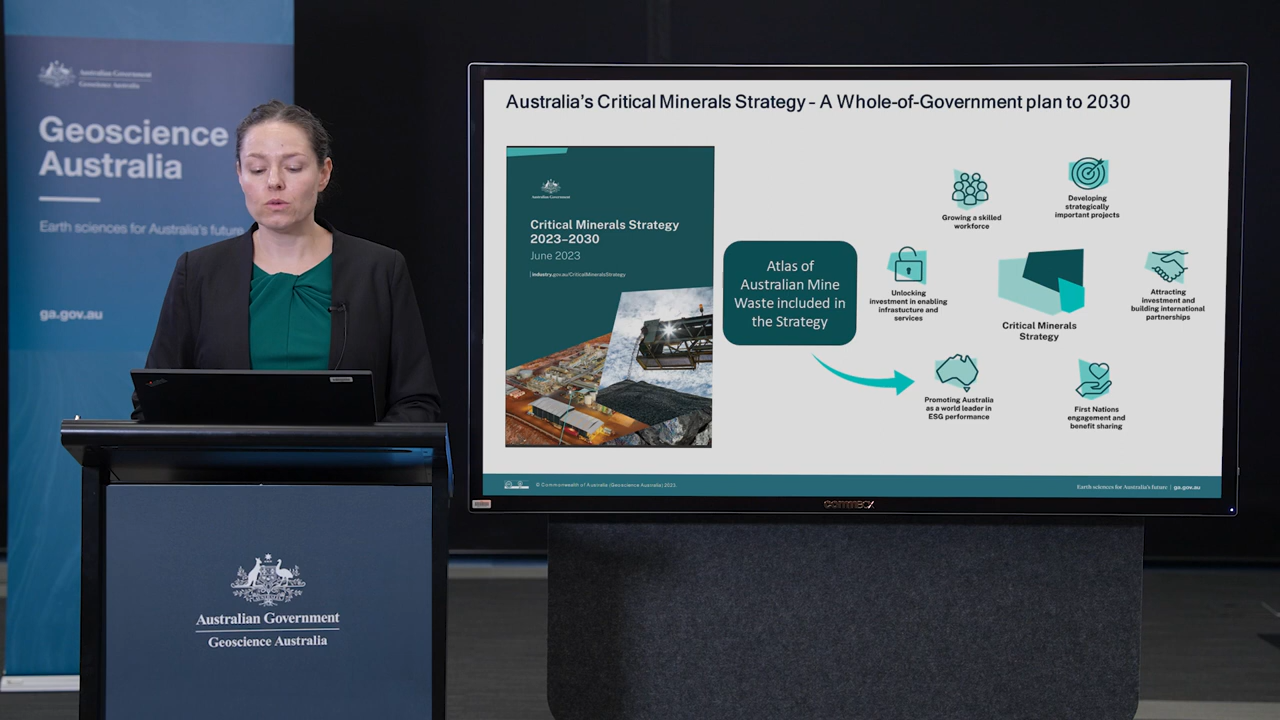 Australian Government
Geoscience Australia
Geoscience
Australia
Earth sciences for Australia's future
ga.gov.au
Australian Government
Geoscience Australia
Australia's Critical Minerals Strategy - A Whole-of-Government plan to 2030
Australian Government
Critical Minerals Strategy
2023–2030
June 2023
industry.gov.au/CriticalMineralsStrategy
Atlas of
Australian Mine
Waste included in
the Strategy
Growing a skilled
workforce
Developing
strategically
important projects
Unlocking
investment in enabling
infrastucture and
services
Critical Minerals
Strategy
Attracting
investment and
building international
partnerships
Promoting Australia
as a world leader in
ESG performance
First Nations
engagement and
benefit sharing
© Commonwealth of Australia (Geoscience Australia) 2023.
Earth sciences for Australia's future | ga.gov.au
COMMBOX